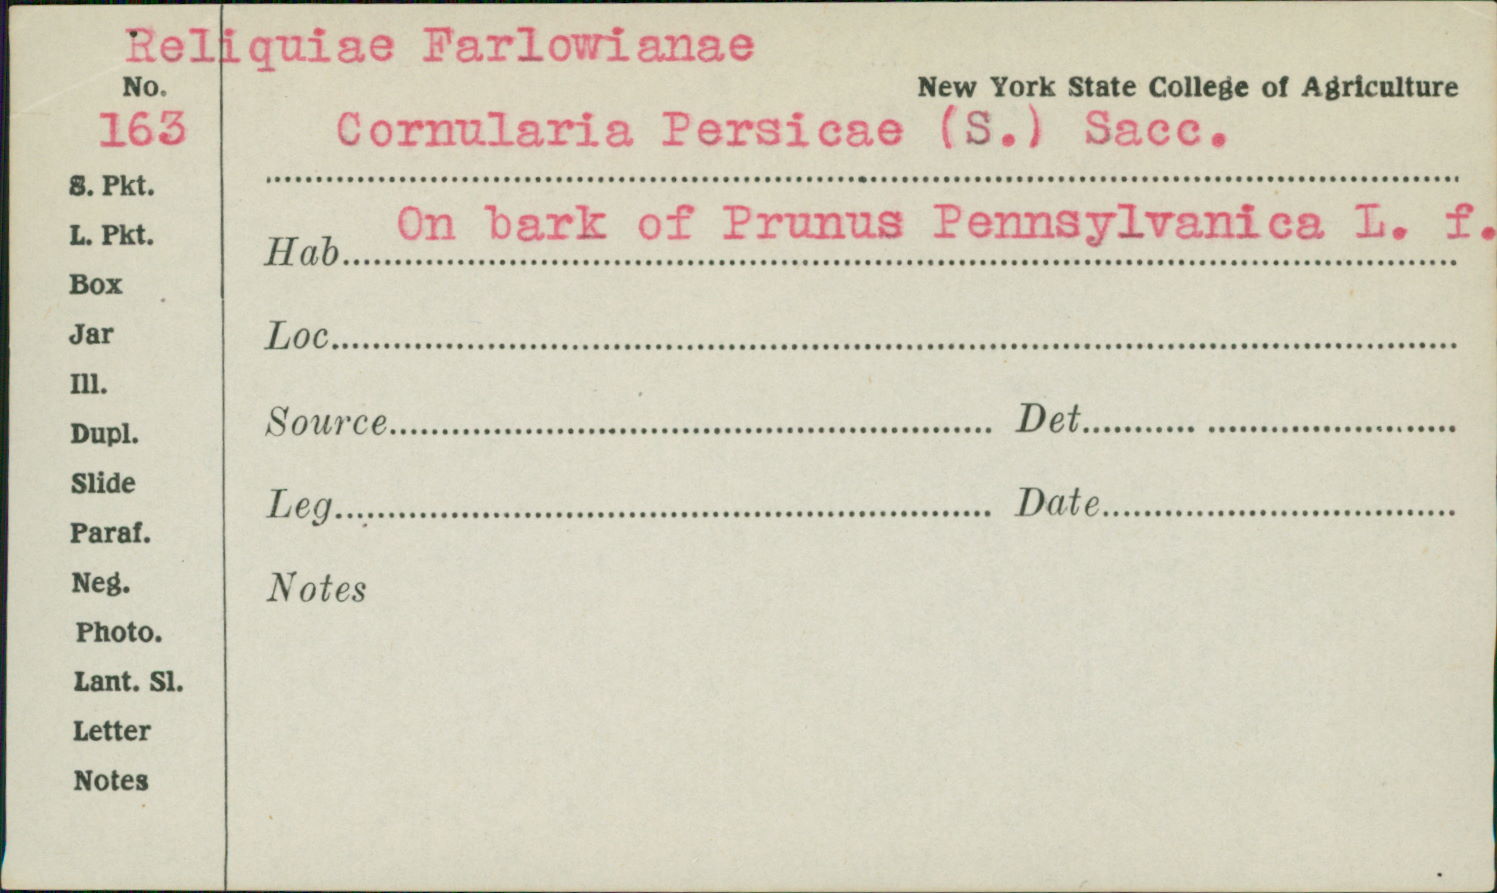 Reliquiae Farlowianae
No.
New York State College of Agriculture
163
Cornularia Persicae (S.) Sacc.
S. Pkt.
On bark of Prunus Pennsylvanica L. f.
L. Pkt.
Hab
Box
Loc
Jar
Ill.
Source Det
Dupl.
Slide
Leg Date
Paraf.
Neg.
Notes
Photo.
Lant. Sl.
Letter
Notes